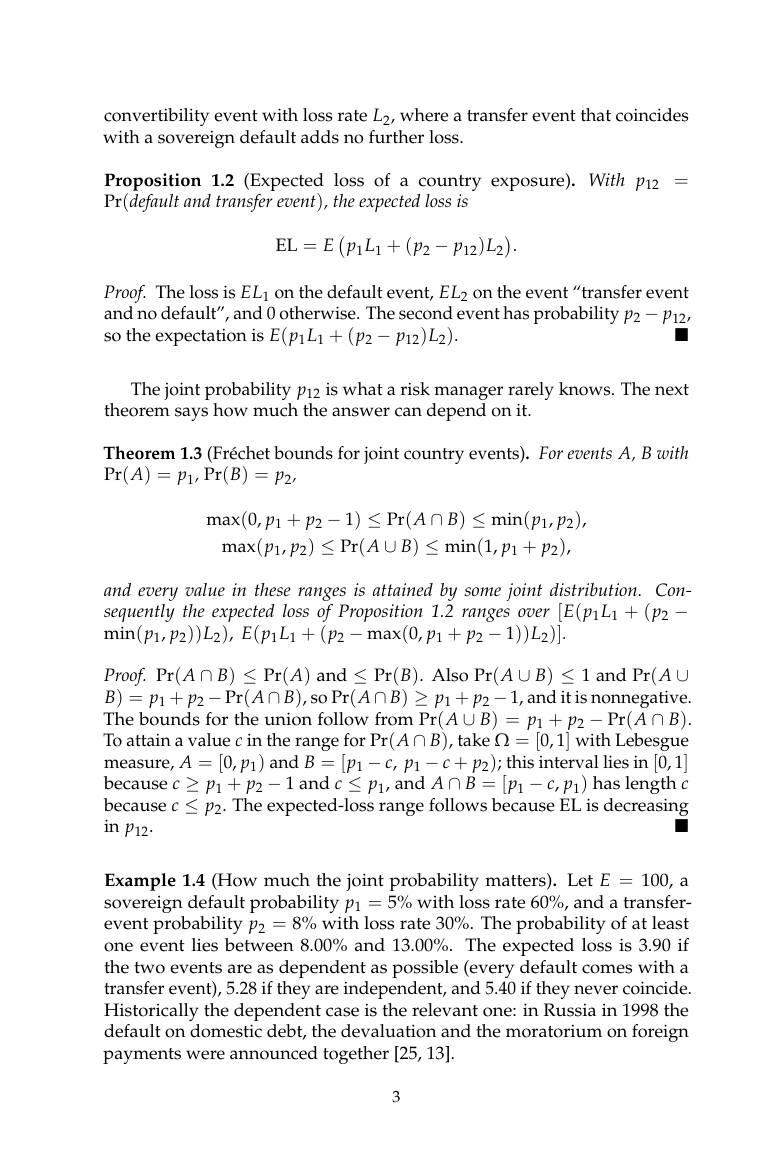 convertibility event with loss rate L₂, where a transfer event that coincides
with a sovereign default adds no further loss.
Proposition 1.2 (Expected loss of a country exposure). With p₁₂ =
Pr(default and transfer event), the expected loss is
EL = E (p₁L₁ + (p₂ − p₁₂)L₂).
Proof. The loss is EL₁ on the default event, EL₂ on the event “transfer event
and no default”, and 0 otherwise. The second event has probability p₂ − p₁₂,
so the expectation is E(p₁L₁ + (p₂ − p₁₂)L₂). ■
The joint probability p₁₂ is what a risk manager rarely knows. The next
theorem says how much the answer can depend on it.
Theorem 1.3 (Fréchet bounds for joint country events). For events A, B with
Pr(A) = p₁, Pr(B) = p₂,
max(0, p₁ + p₂ − 1) ≤ Pr(A ∩ B) ≤ min(p₁, p₂),
max(p₁, p₂) ≤ Pr(A ∪ B) ≤ min(1, p₁ + p₂),
and every value in these ranges is attained by some joint distribution. Con-
sequently the expected loss of Proposition 1.2 ranges over [E(p₁L₁ + (p₂ −
min(p₁, p₂))L₂), E(p₁L₁ + (p₂ − max(0, p₁ + p₂ − 1))L₂)].
Proof. Pr(A ∩ B) ≤ Pr(A) and ≤ Pr(B). Also Pr(A ∪ B) ≤ 1 and Pr(A ∪
B) = p₁ + p₂ − Pr(A ∩ B), so Pr(A ∩ B) ≥ p₁ + p₂ − 1, and it is nonnegative.
The bounds for the union follow from Pr(A ∪ B) = p₁ + p₂ − Pr(A ∩ B).
To attain a value c in the range for Pr(A ∩ B), take Ω = [0, 1] with Lebesgue
measure, A = [0, p₁) and B = [p₁ − c, p₁ − c + p₂); this interval lies in [0, 1]
because c ≥ p₁ + p₂ − 1 and c ≤ p₁, and A ∩ B = [p₁ − c, p₁) has length c
because c ≤ p₂. The expected-loss range follows because EL is decreasing
in p₁₂. ■
Example 1.4 (How much the joint probability matters). Let E = 100, a
sovereign default probability p₁ = 5% with loss rate 60%, and a transfer-
event probability p₂ = 8% with loss rate 30%. The probability of at least
one event lies between 8.00% and 13.00%. The expected loss is 3.90 if
the two events are as dependent as possible (every default comes with a
transfer event), 5.28 if they are independent, and 5.40 if they never coincide.
Historically the dependent case is the relevant one: in Russia in 1998 the
default on domestic debt, the devaluation and the moratorium on foreign
payments were announced together [25, 13].
3